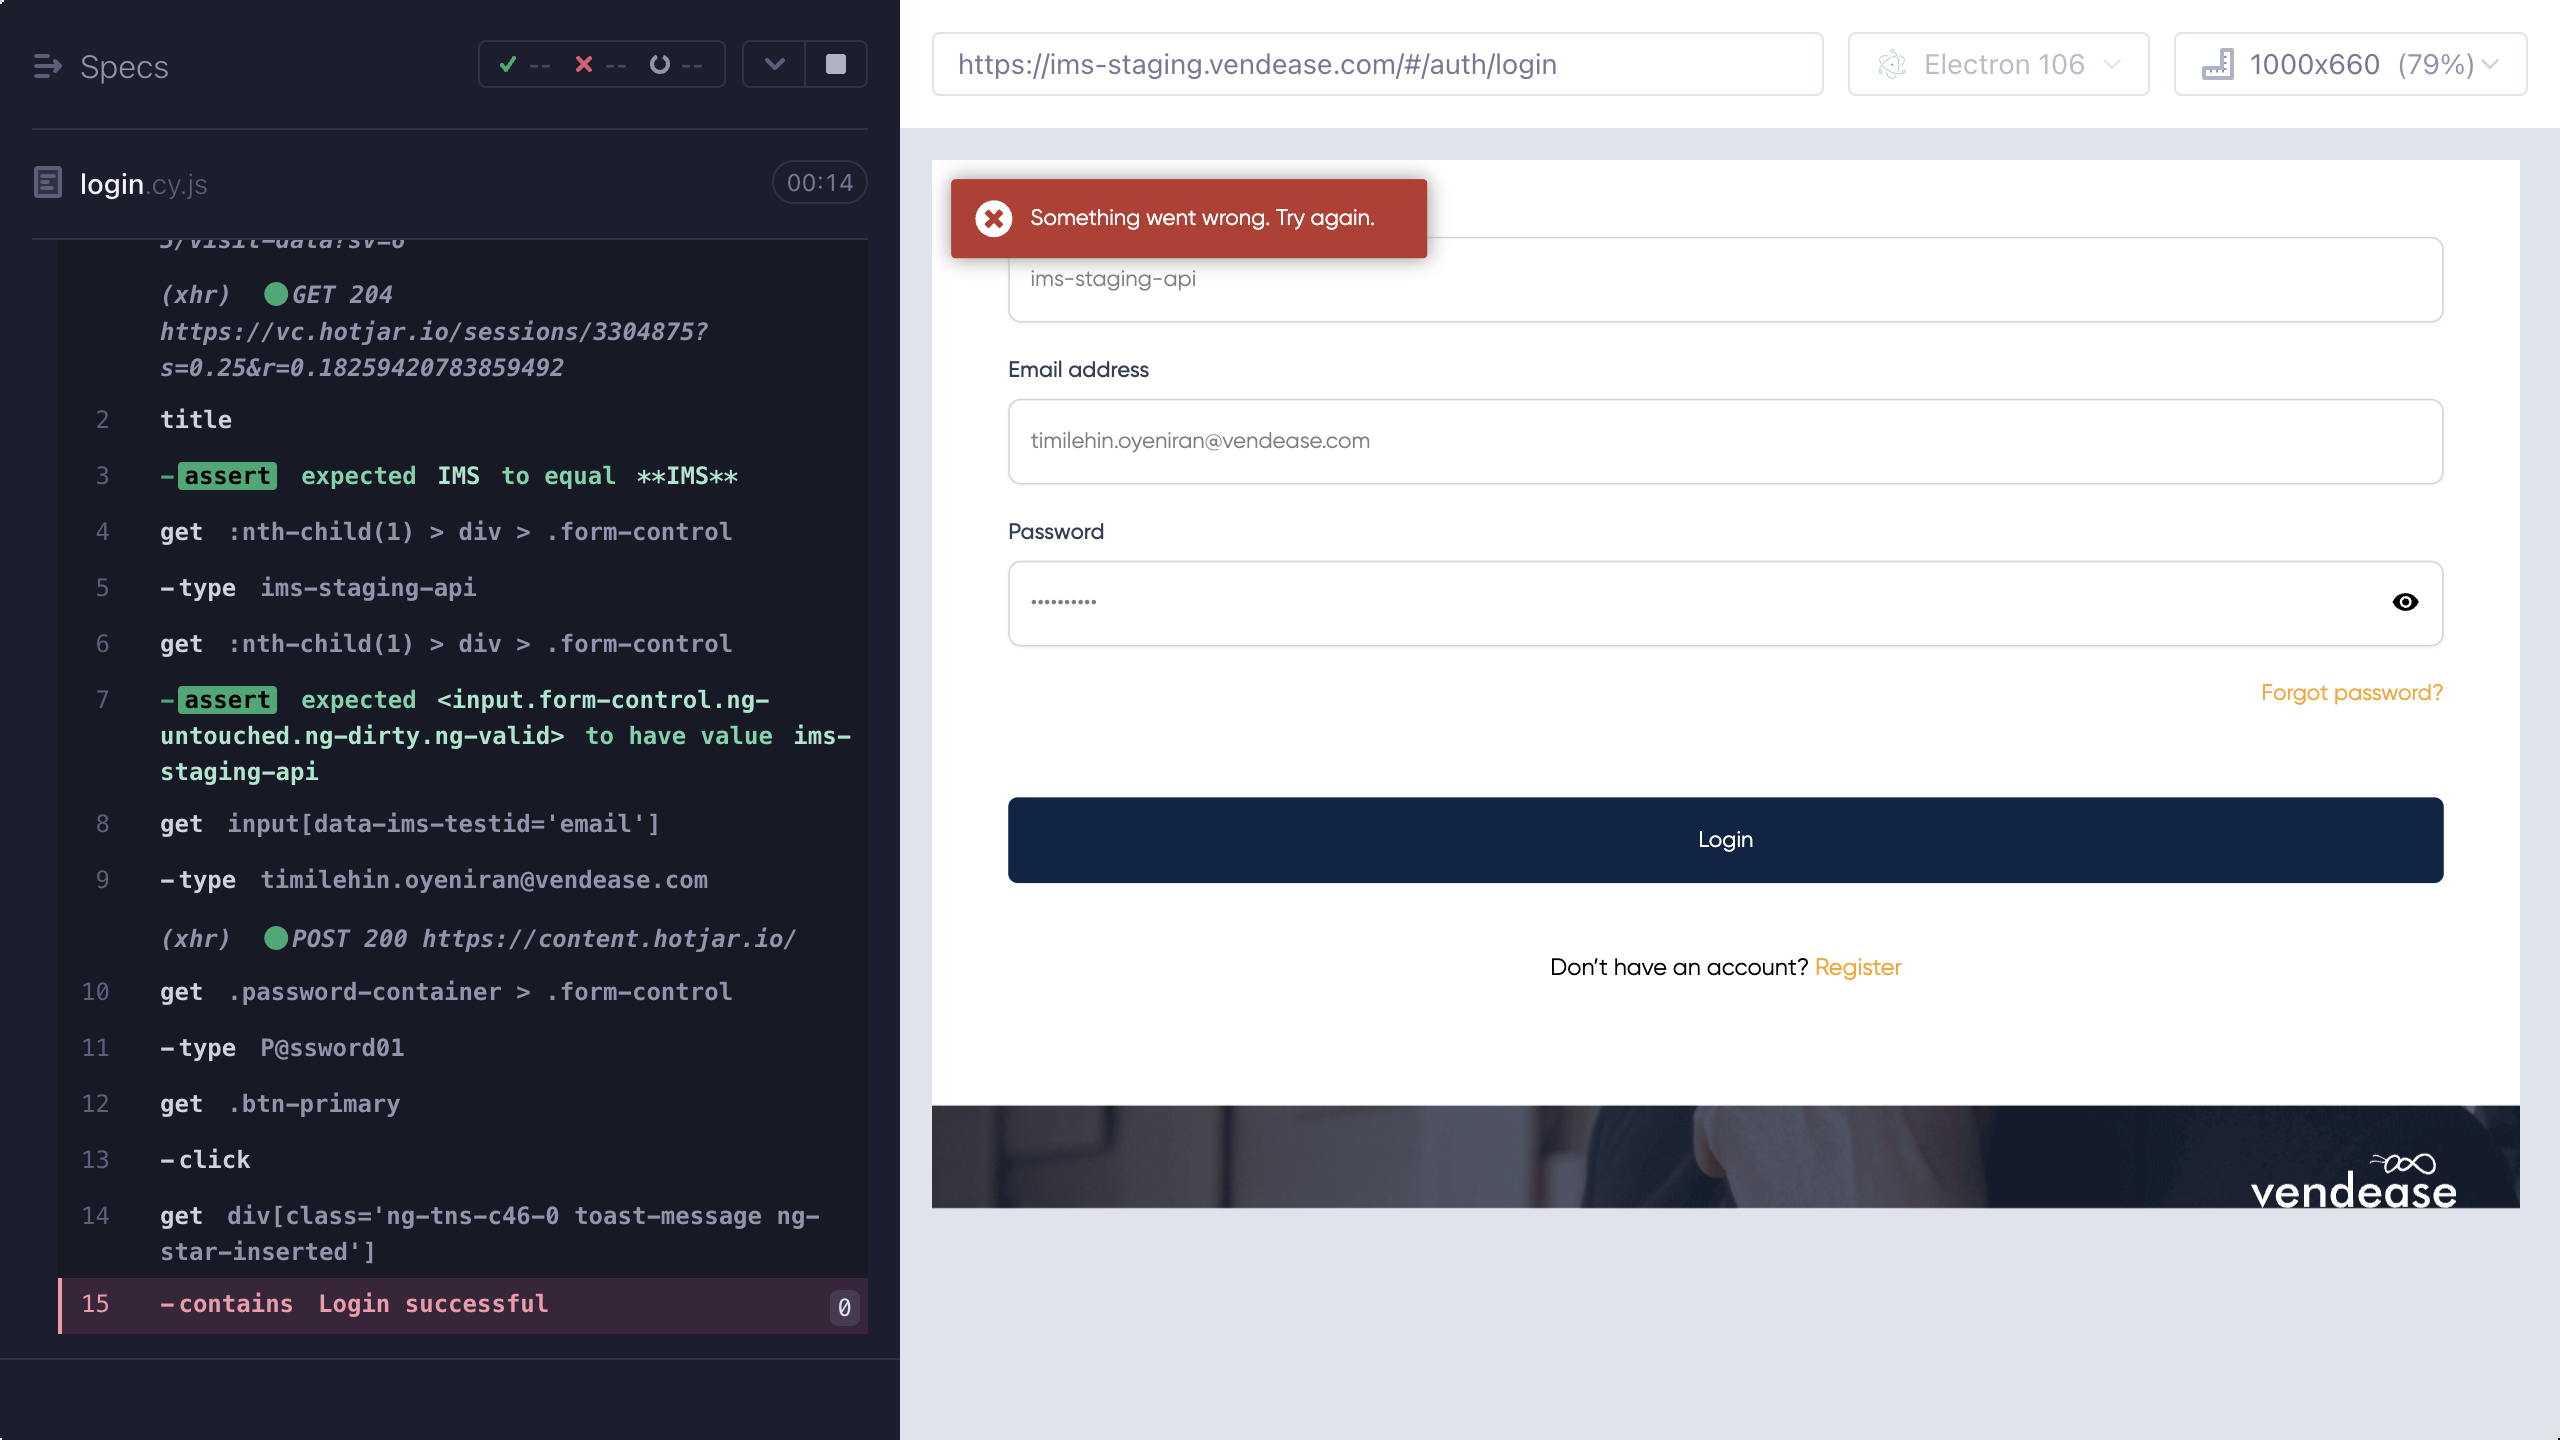 Specs
-- -- --
login.cy.js
00:14
5/visit-data?sv=6
(xhr) GET 204
https://vc.hotjar.io/sessions/3304875?
s=0.25&r=0.18259420783859492
2 title
3 -assert expected IMS to equal **IMS**
4 get :nth-child(1) > div > .form-control
5 -type ims-staging-api
6 get :nth-child(1) > div > .form-control
7 -assert expected <input.form-control.ng-
untouched.ng-dirty.ng-valid> to have value ims-
staging-api
8 get input[data-ims-testid='email']
9 -type timilehin.oyeniran@vendease.com
(xhr) POST 200 https://content.hotjar.io/
10 get .password-container > .form-control
11 -type P@ssword01
12 get .btn-primary
13 -click
14 get div[class='ng-tns-c46-0 toast-message ng-
star-inserted']
15 -contains Login successful 0
https://ims-staging.vendease.com/#/auth/login
Electron 106
1000x660 (79%)
Something went wrong. Try again.
ims-staging-api
Email address
timilehin.oyeniran@vendease.com
Password
••••••••••
Forgot password?
Login
Don’t have an account? Register
vendease